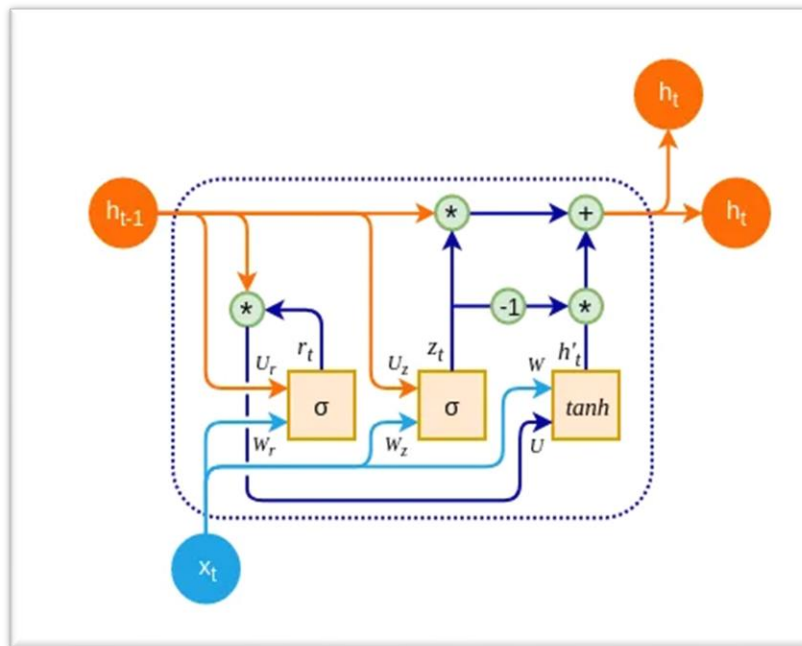 h_t
h_{t-1} * + h_t
* -1 *
r_t z_t h'_t
U_r U_z W
σ σ tanh
W_r W_z U
x_t